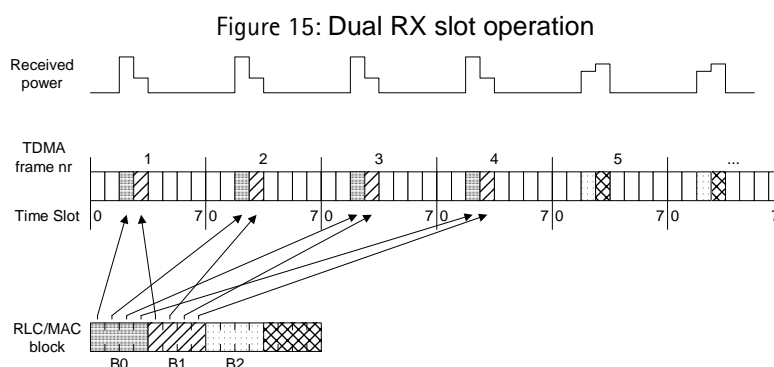 Figure 15: Dual RX slot operation
Received
power
TDMA
frame nr
1 2 3 4 5 ...
Time Slot
0 7 0 7 0 7 0 7 0 7 0 7
RLC/MAC
block
B0 B1 B2